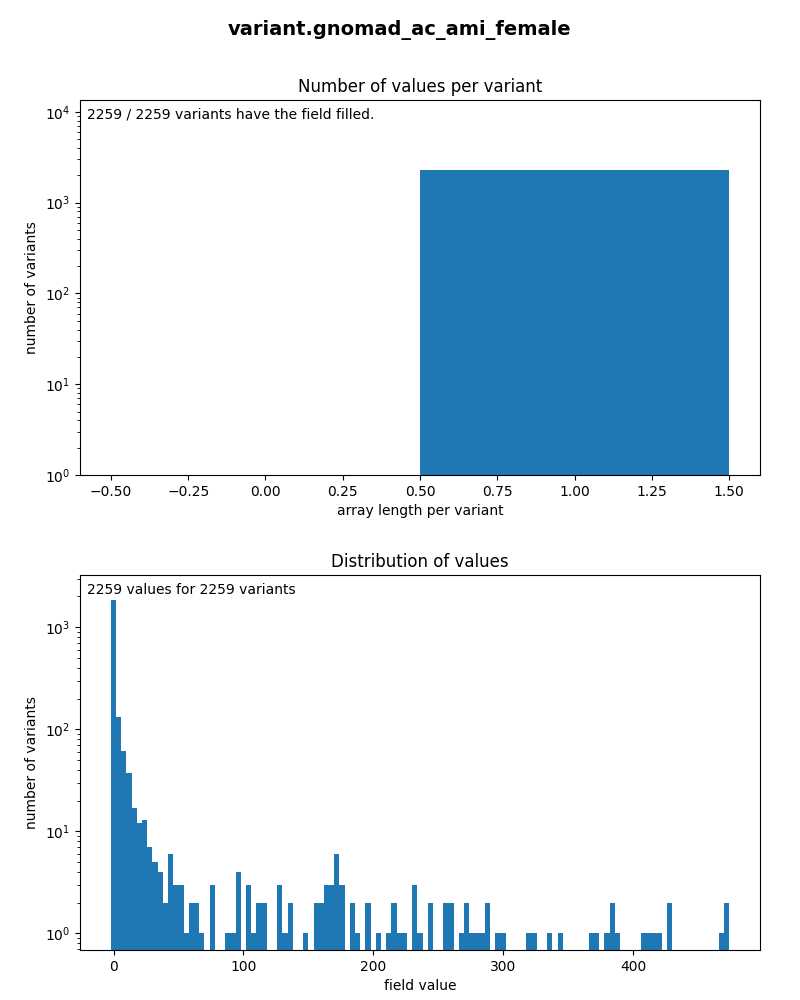 variant.gnomad_ac_ami_female
Number of values per variant
2259 / 2259 variants have the field filled.
10⁴
10³
10²
10¹
10⁰
number of variants
−0.50
−0.25
0.00
0.25
0.50
0.75
1.00
1.25
1.50
array length per variant
Distribution of values
2259 values for 2259 variants
10³
10²
10¹
10⁰
number of variants
0
100
200
300
400
field value